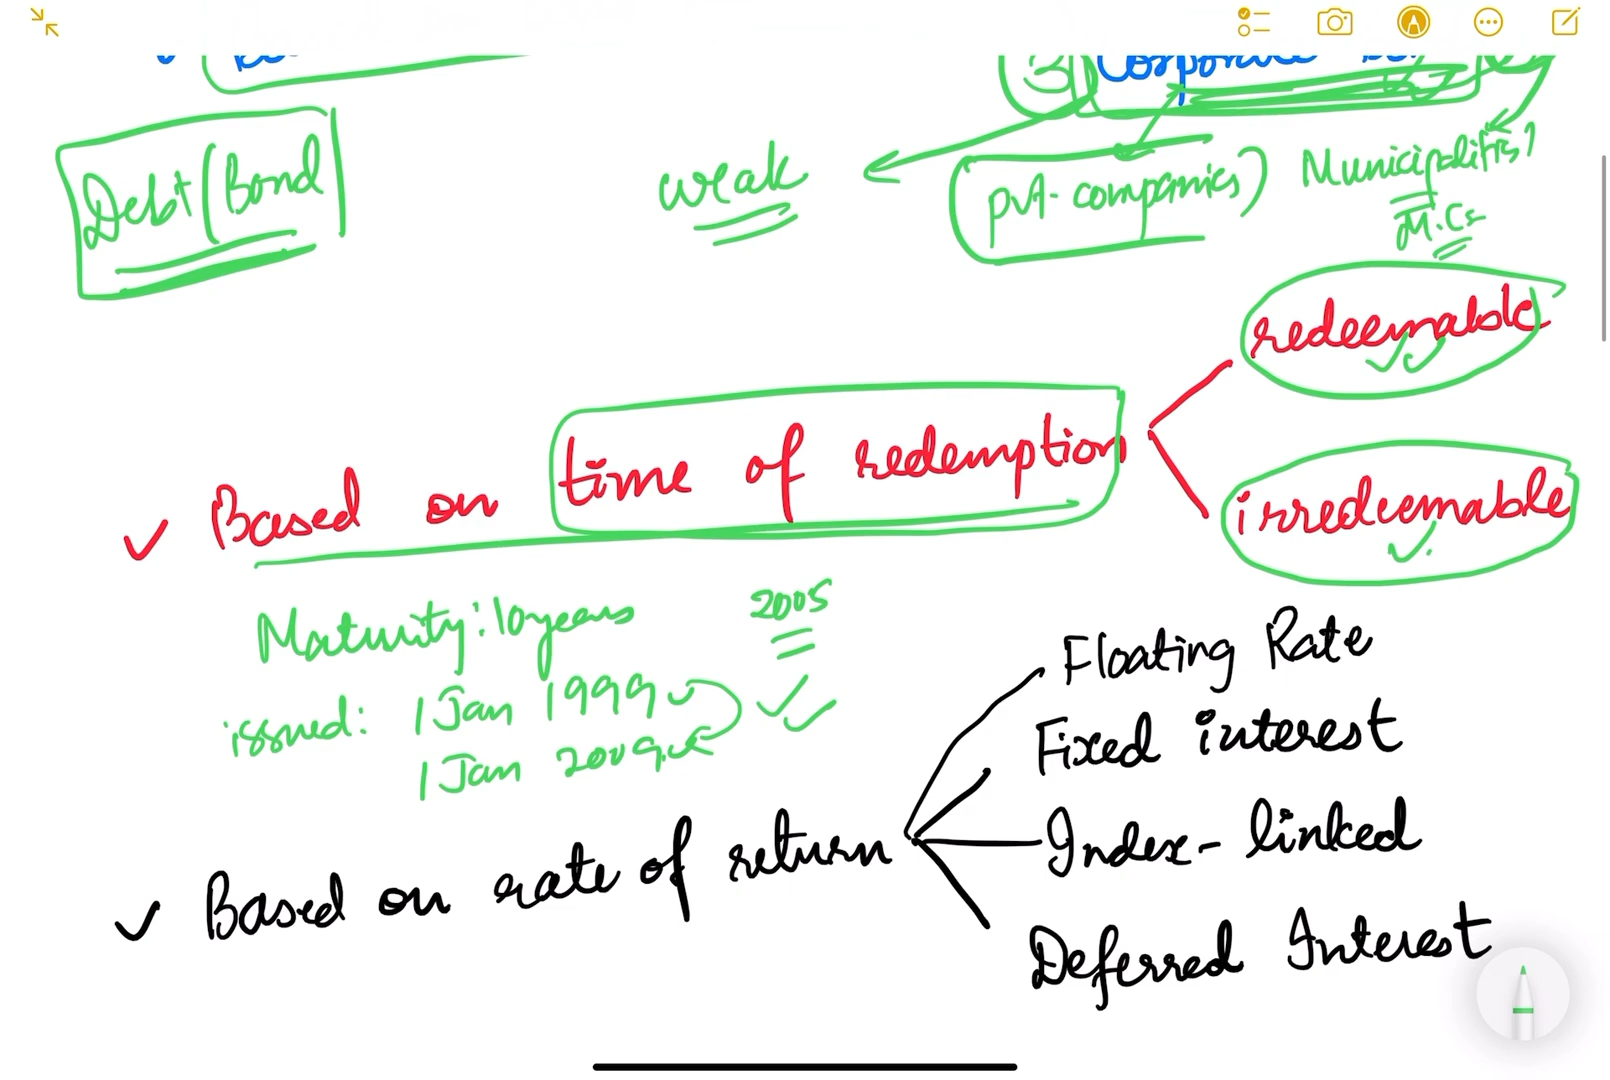 3 Corporate
Debt (Bond)
weak
pvt. companies) Municipalities)
M.Cs
redeemable
✓ Based on time of redemption
irredeemable
Maturity: 10 years 2005
issued: 1 Jan 1999
1 Jan 2009
Floating Rate
Fixed interest
✓ Based on rate of return
Index-linked
Deferred Interest